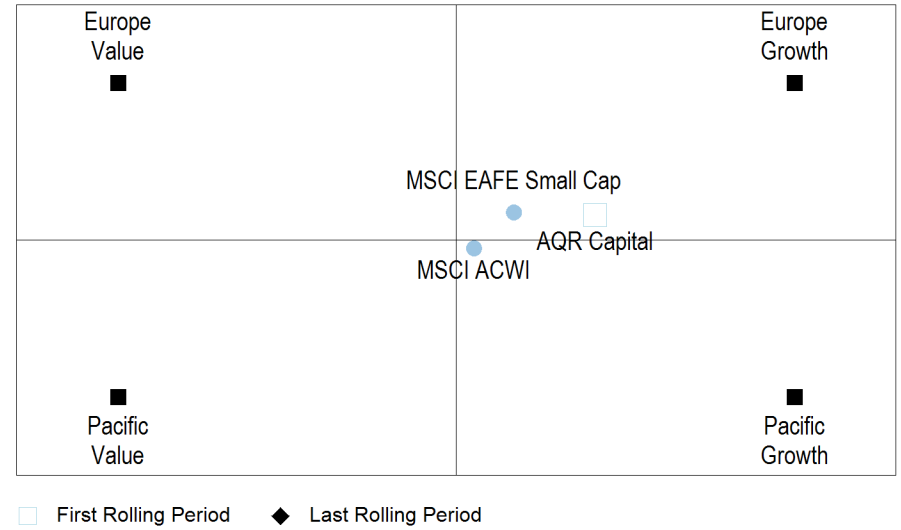 Europe
Value
Europe
Growth
MSCI EAFE Small Cap
AQR Capital
MSCI ACWI
Pacific
Value
Pacific
Growth
First Rolling Period
Last Rolling Period